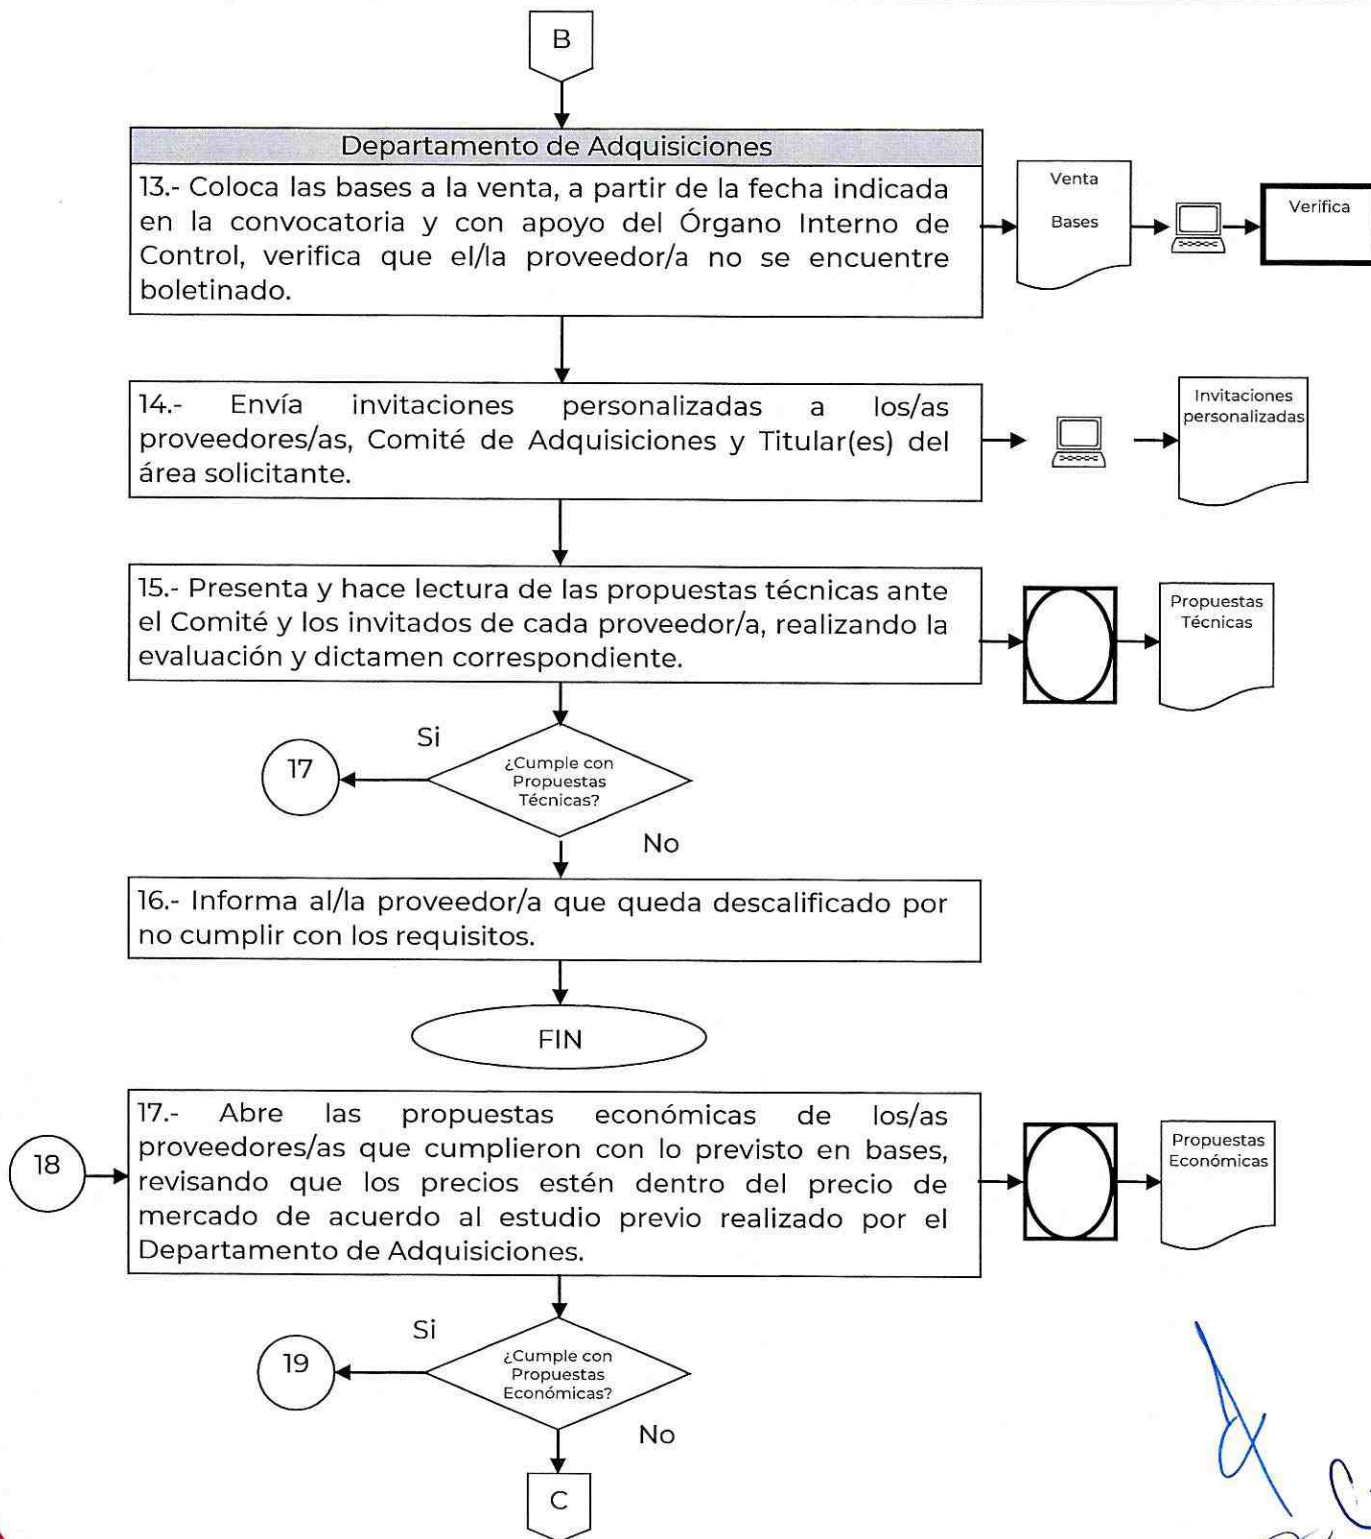 B
Departamento de Adquisiciones
13.- Coloca las bases a la venta, a partir de la fecha indicada
en la convocatoria y con apoyo del Órgano Interno de
Control, verifica que el/la proveedor/a no se encuentre
boletinado.
Venta
Bases
Verifica
14.- Envía invitaciones personalizadas a los/as
proveedores/as, Comité de Adquisiciones y Titular(es) del
área solicitante.
Invitaciones
personalizadas
15.- Presenta y hace lectura de las propuestas técnicas ante
el Comité y los invitados de cada proveedor/a, realizando la
evaluación y dictamen correspondiente.
Propuestas
Técnicas
Si
17
¿Cumple con
Propuestas
Técnicas?
No
16.- Informa al/la proveedor/a que queda descalificado por
no cumplir con los requisitos.
FIN
18
17.- Abre las propuestas económicas de los/as
proveedores/as que cumplieron con lo previsto en bases,
revisando que los precios estén dentro del precio de
mercado de acuerdo al estudio previo realizado por el
Departamento de Adquisiciones.
Propuestas
Económicas
Si
19
¿Cumple con
Propuestas
Económicas?
No
C